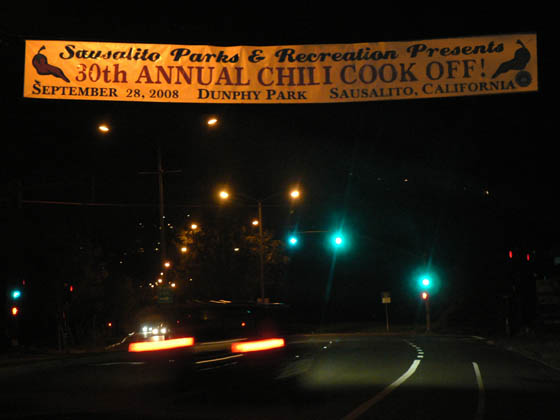 Sausalito Parks & Recreation Presents
30th ANNUAL CHILI COOK OFF!
SEPTEMBER 28, 2008 DUNPHY PARK SAUSALITO, CALIFORNIA